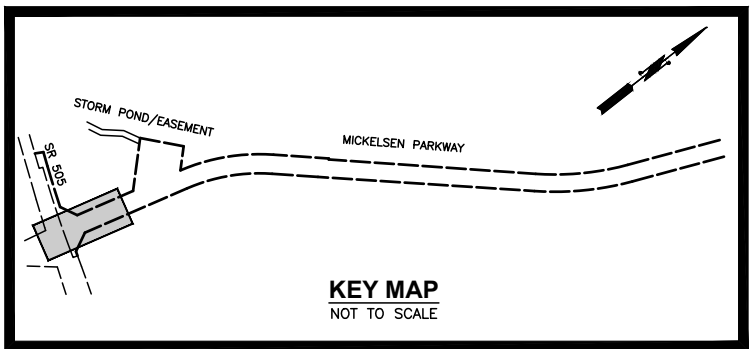 STORM POND/EASEMENT
MICKELSEN PARKWAY
SR 505
KEY MAP
NOT TO SCALE